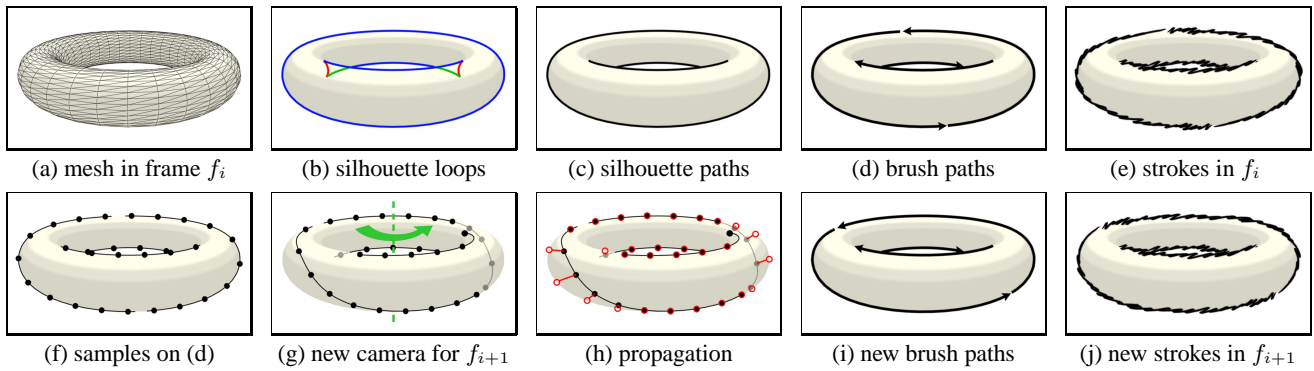 (a) mesh in frame f_i
(b) silhouette loops
(c) silhouette paths
(d) brush paths
(e) strokes in f_i
(f) samples on (d)
(g) new camera for f_{i+1}
(h) propagation
(i) new brush paths
(j) new strokes in f_{i+1}